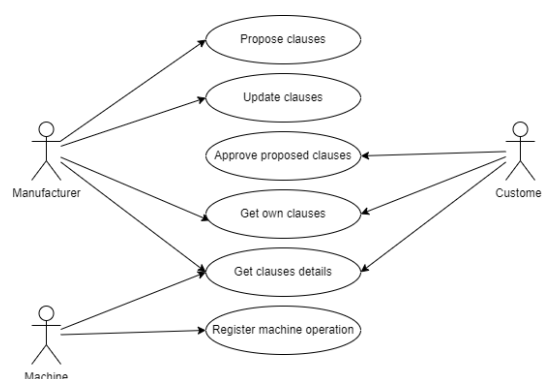 Propose clauses
Update clauses
Approve proposed clauses
Manufacturer
Custome
Get own clauses
Get clauses details
Register machine operation
Machine